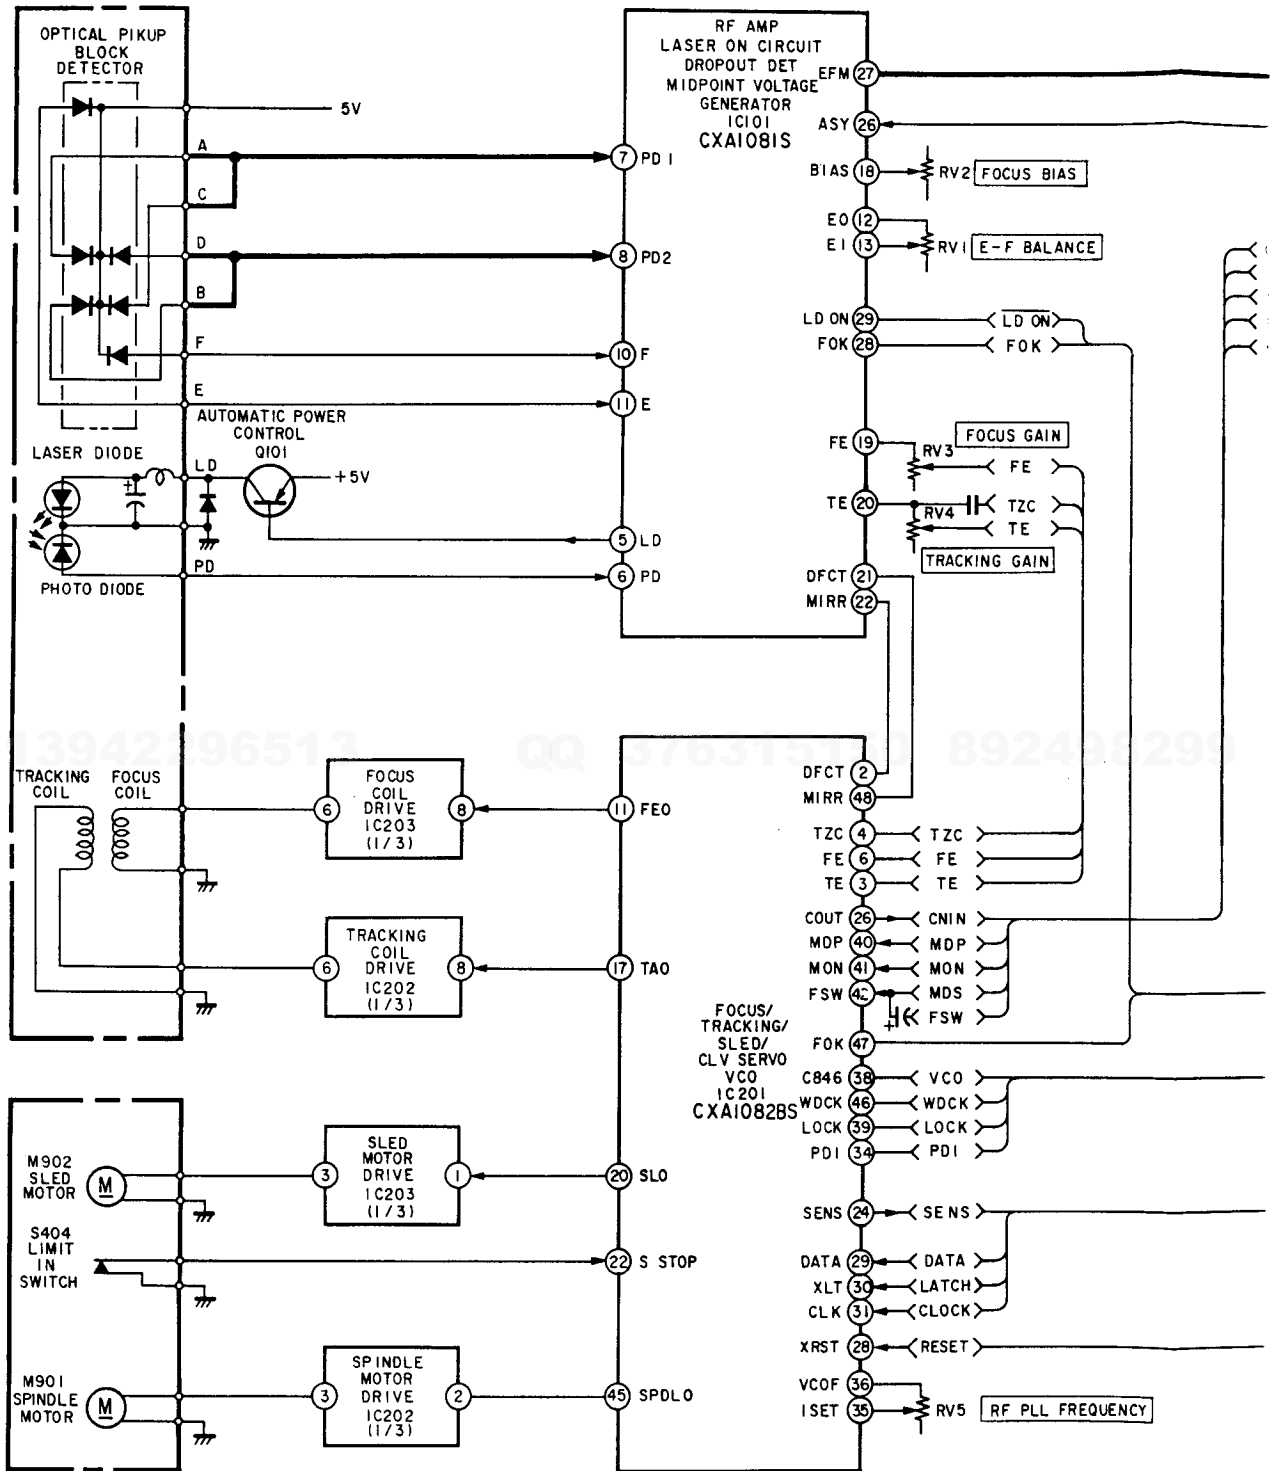 OPTICAL PIKUP
BLOCK
DETECTOR
5V
A
C
D
B
F
E
AUTOMATIC POWER
CONTROL
Q101
LASER DIODE
LD
+5V
+
PHOTO DIODE
PD
RF AMP
LASER ON CIRCUIT
DROPOUT DET
MIDPOINT VOLTAGE
GENERATOR
IC101
CXA1081S
7 PD1
8 PD2
10 F
11 E
5 LD
6 PD
EFM 27
ASY 26
BIAS 18
RV2 FOCUS BIAS
EO 12
EI 13
RV1 E-F BALANCE
LD ON 29 LD ON
FOK 28 FOK
FE 19
RV3 FOCUS GAIN
FE
TE 20
TZC
RV4
TE
TRACKING GAIN
DFCT 21
MIRR 22
13942296513 QQ 376315150 892498299
TRACKING
COIL
FOCUS
COIL
6
FOCUS
COIL
DRIVE
IC203
(1/3)
8
11 FEO
6
TRACKING
COIL
DRIVE
IC202
(1/3)
8
17 TAO
FOCUS/
TRACKING/
SLED/
CLV SERVO
VCO
IC201
CXA1082BS
DFCT 2
MIRR 48
TZC 4 TZC
FE 6 FE
TE 3 TE
COUT 26 CNIN
MDP 40 MDP
MON 41 MON
FSW 42 MDS
+ FSW
FOK 47
C846 38 VCO
WDCK 46 WDCK
LOCK 39 LOCK
PDI 34 PDI
SENS 24 SENS
DATA 29 DATA
XLT 30 LATCH
CLK 31 CLOCK
XRST 28 RESET
VCOF 36
ISET 35
RV5 RF PLL FREQUENCY
M902
SLED
MOTOR
M
3
SLED
MOTOR
DRIVE
IC203
(1/3)
1
20 SLO
S404
LIMIT
IN
SWITCH
22 S STOP
M901
SPINDLE
MOTOR
M
3
SPINDLE
MOTOR
DRIVE
IC202
(1/3)
2
45 SPDLO